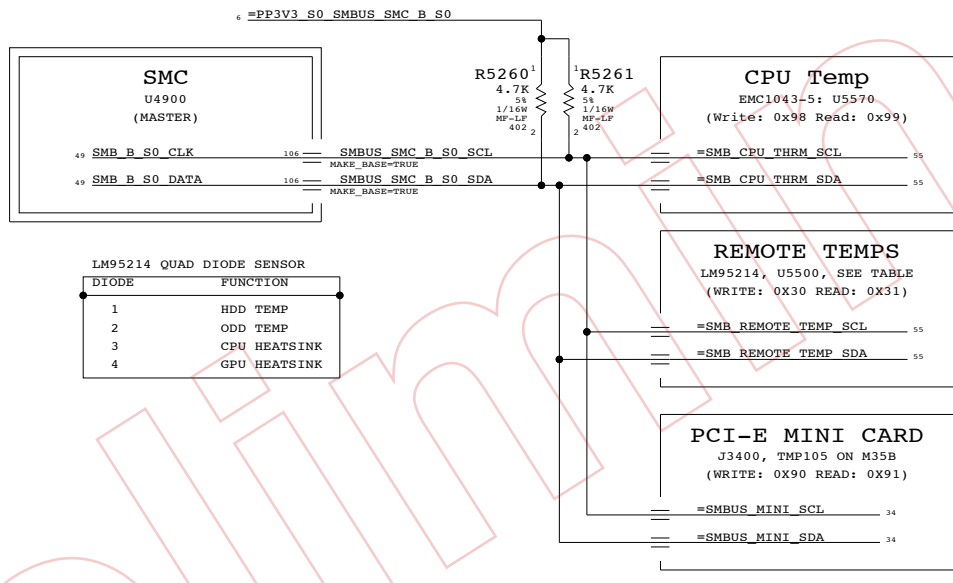 6 =PP3V3_S0_SMBUS_SMC_B_S0
SMC
U4900
(MASTER)
49 SMB_B_S0_CLK
106 SMBUS_SMC_B_S0_SCL
MAKE_BASE=TRUE
49 SMB_B_S0_DATA
106 SMBUS_SMC_B_S0_SDA
MAKE_BASE=TRUE
R5260
1
4.7K
5%
1/16W
MF-LF
402
2
1
R5261
4.7K
5%
1/16W
MF-LF
402
2
CPU Temp
EMC1043-5: U5570
(Write: 0x98 Read: 0x99)
=SMB_CPU_THRM_SCL 55
=SMB_CPU_THRM_SDA 55
LM95214 QUAD DIODE SENSOR
DIODE FUNCTION
1 HDD TEMP
2 ODD TEMP
3 CPU HEATSINK
4 GPU HEATSINK
REMOTE TEMPS
LM95214, U5500, SEE TABLE
(WRITE: 0X30 READ: 0X31)
=SMB_REMOTE_TEMP_SCL 55
=SMB_REMOTE_TEMP_SDA 55
PCI-E MINI CARD
J3400, TMP105 ON M35B
(WRITE: 0X90 READ: 0X91)
=SMBUS_MINI_SCL 34
=SMBUS_MINI_SDA 34